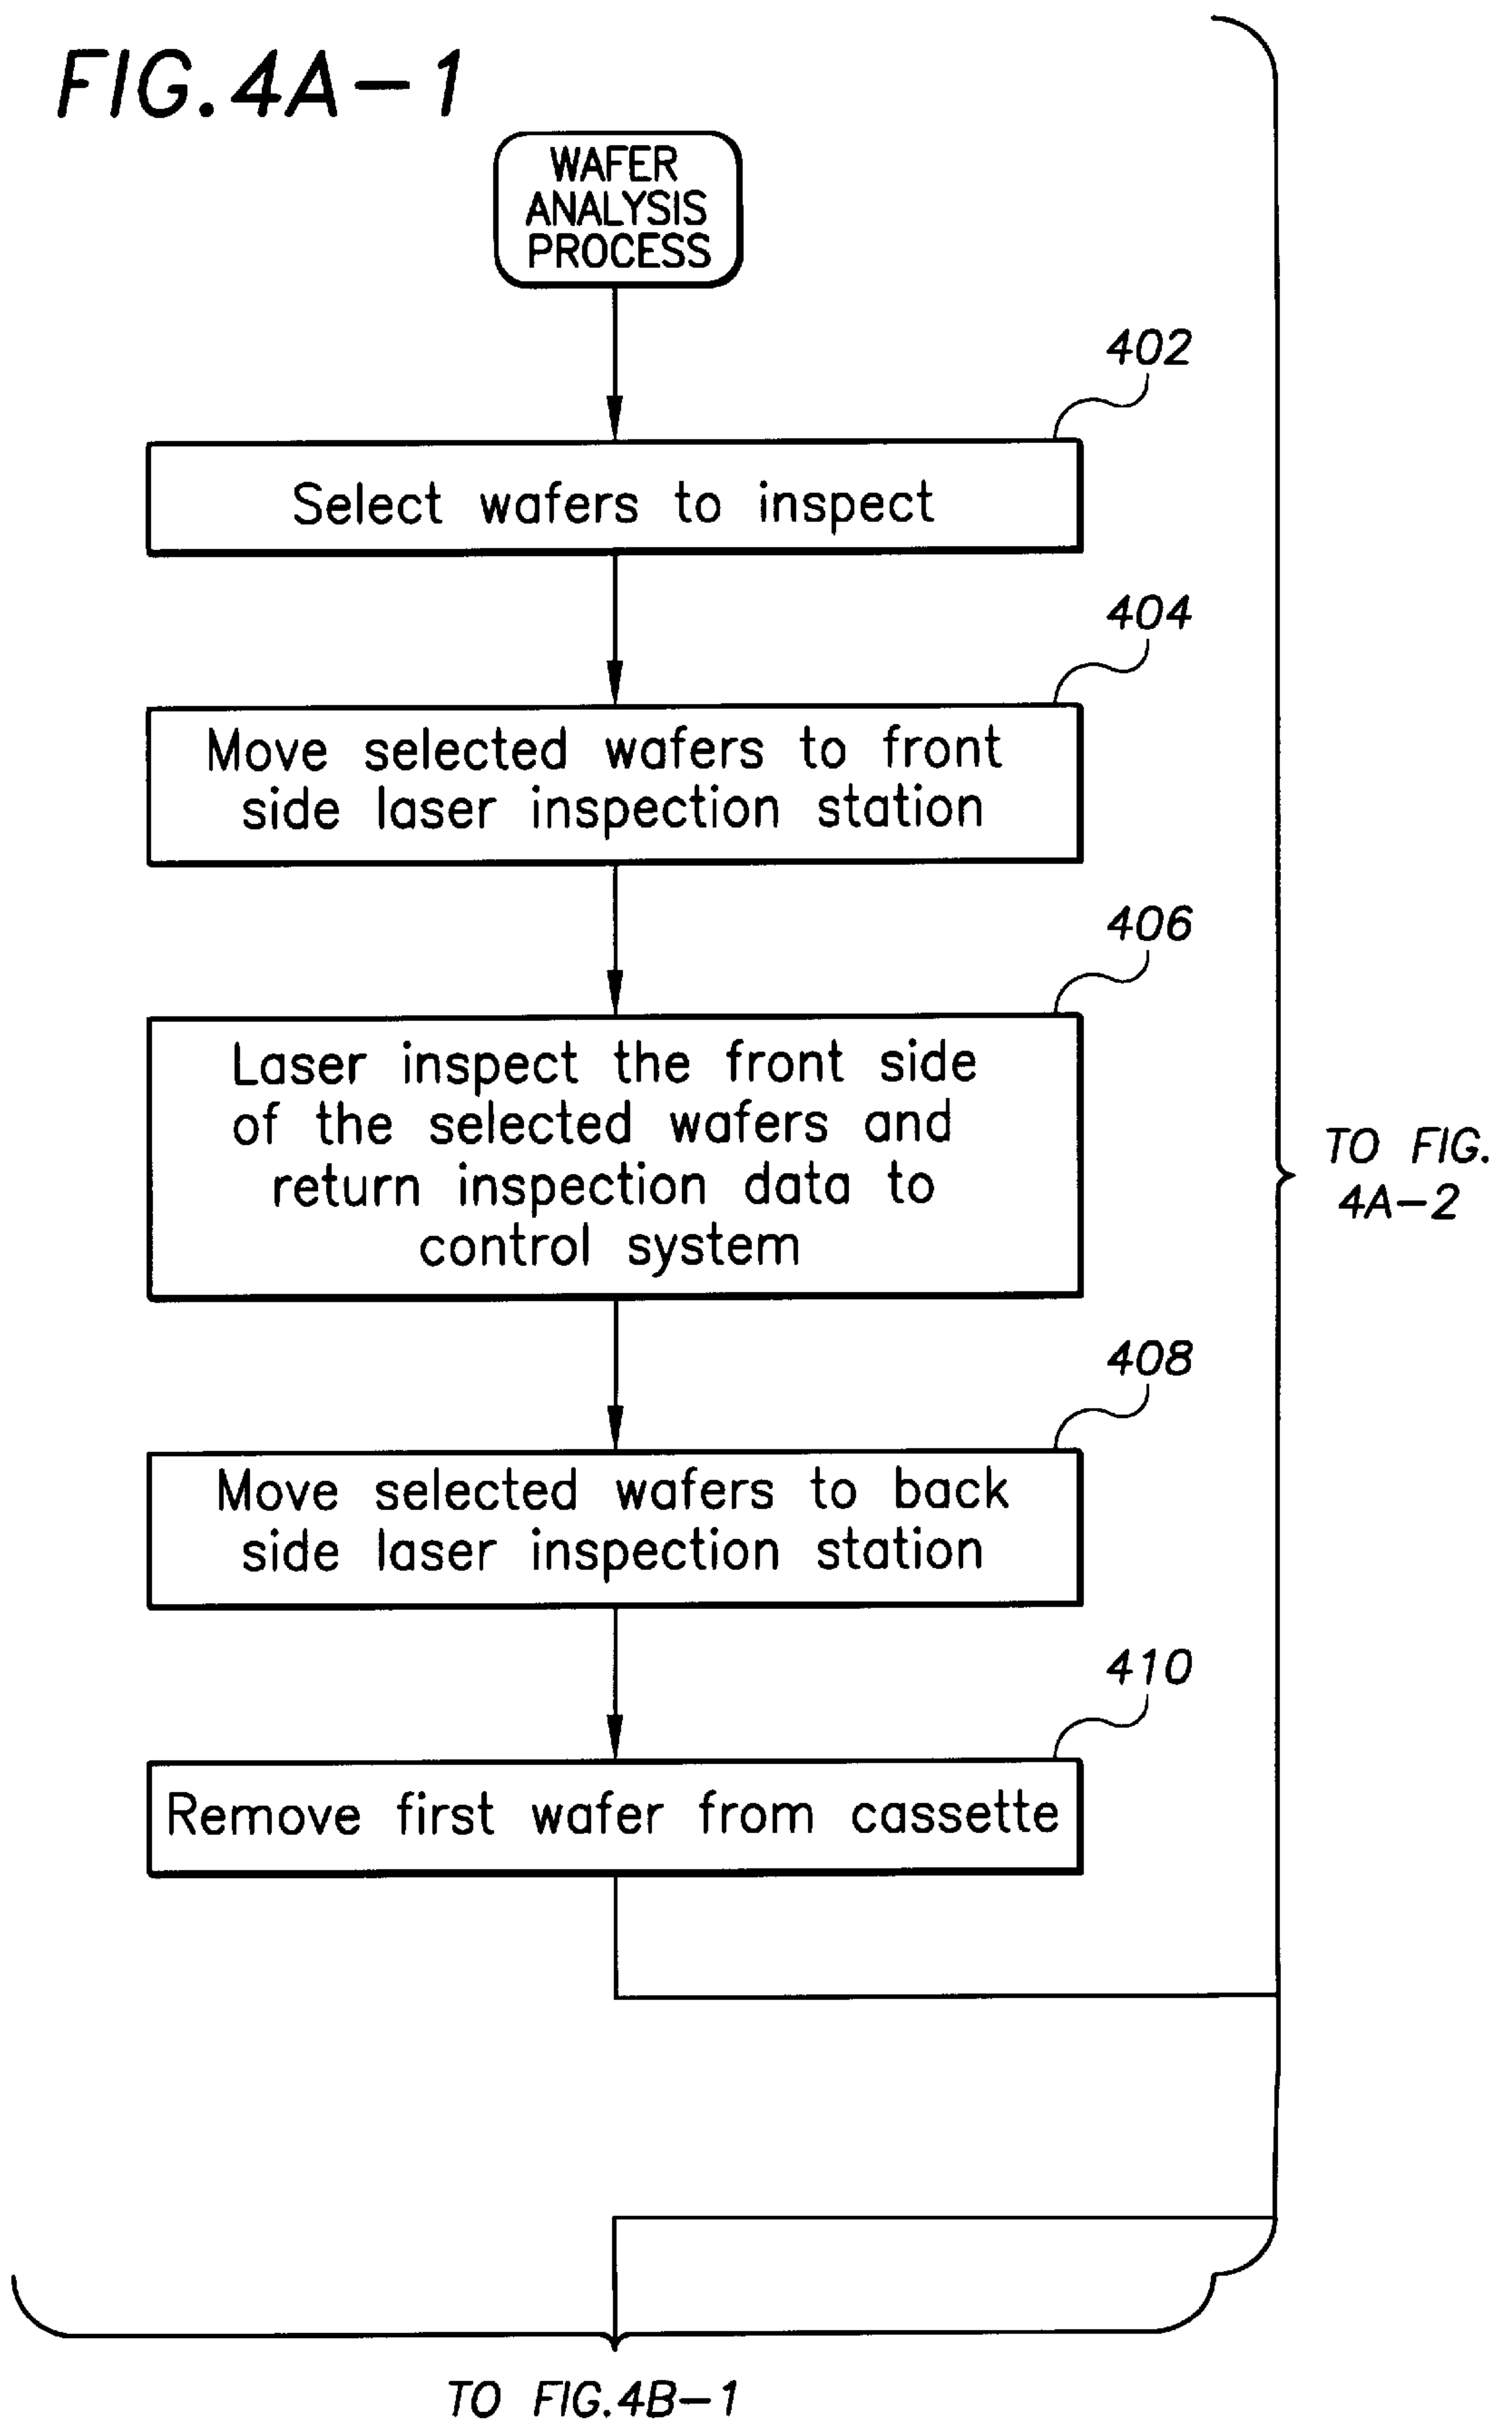 FIG.4A-1
WAFER
ANALYSIS
PROCESS
402
Select wafers to inspect
404
Move selected wafers to front
side laser inspection station
406
Laser inspect the front side
of the selected wafers and
return inspection data to
control system
TO FIG.
4A-2
408
Move selected wafers to back
side laser inspection station
410
Remove first wafer from cassette
TO FIG.4B-1